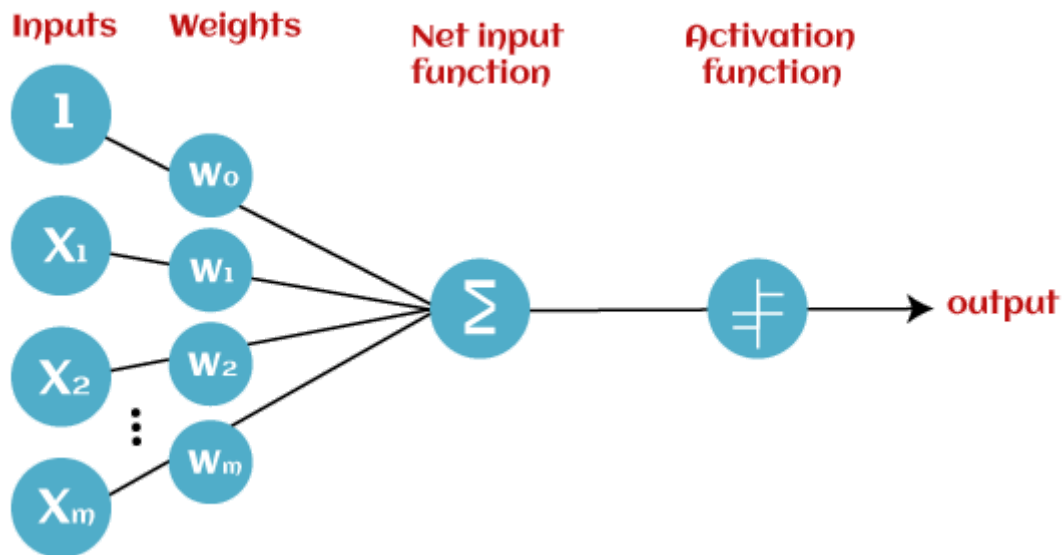 Inputs Weights Net input function Activation function
1
w₀
X₁
w₁
X₂
w₂
⋮
Xₘ
wₘ
Σ
output